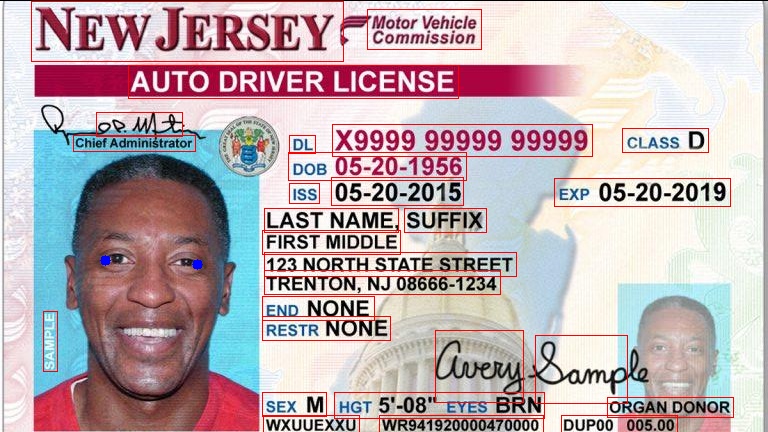 NEW JERSEY Motor Vehicle Commission
AUTO DRIVER LICENSE
Chief Administrator
DL X9999 99999 99999 CLASS D
DOB 05-20-1956
ISS 05-20-2015 EXP 05-20-2019
LAST NAME, SUFFIX
FIRST MIDDLE
123 NORTH STATE STREET
TRENTON, NJ 08666-1234
END NONE
RESTR NONE
SAMPLE
Avery Sample
SEX M HGT 5'-08" EYES BRN ORGAN DONOR
WXUUEXXU WR941920000470000 DUP00 005.00